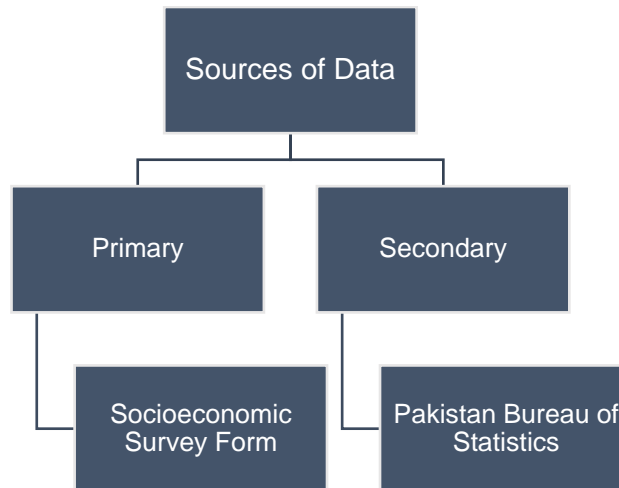 Sources of Data
Primary
Secondary
Socioeconomic
Survey Form
Pakistan Bureau of
Statistics